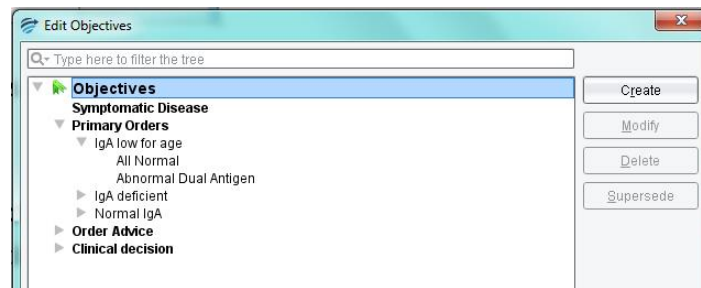 Edit Objectives
Type here to filter the tree
Objectives
Symptomatic Disease
Primary Orders
IgA low for age
All Normal
Abnormal Dual Antigen
IgA deficient
Normal IgA
Order Advice
Clinical decision
Create
Modify
Delete
Supersede